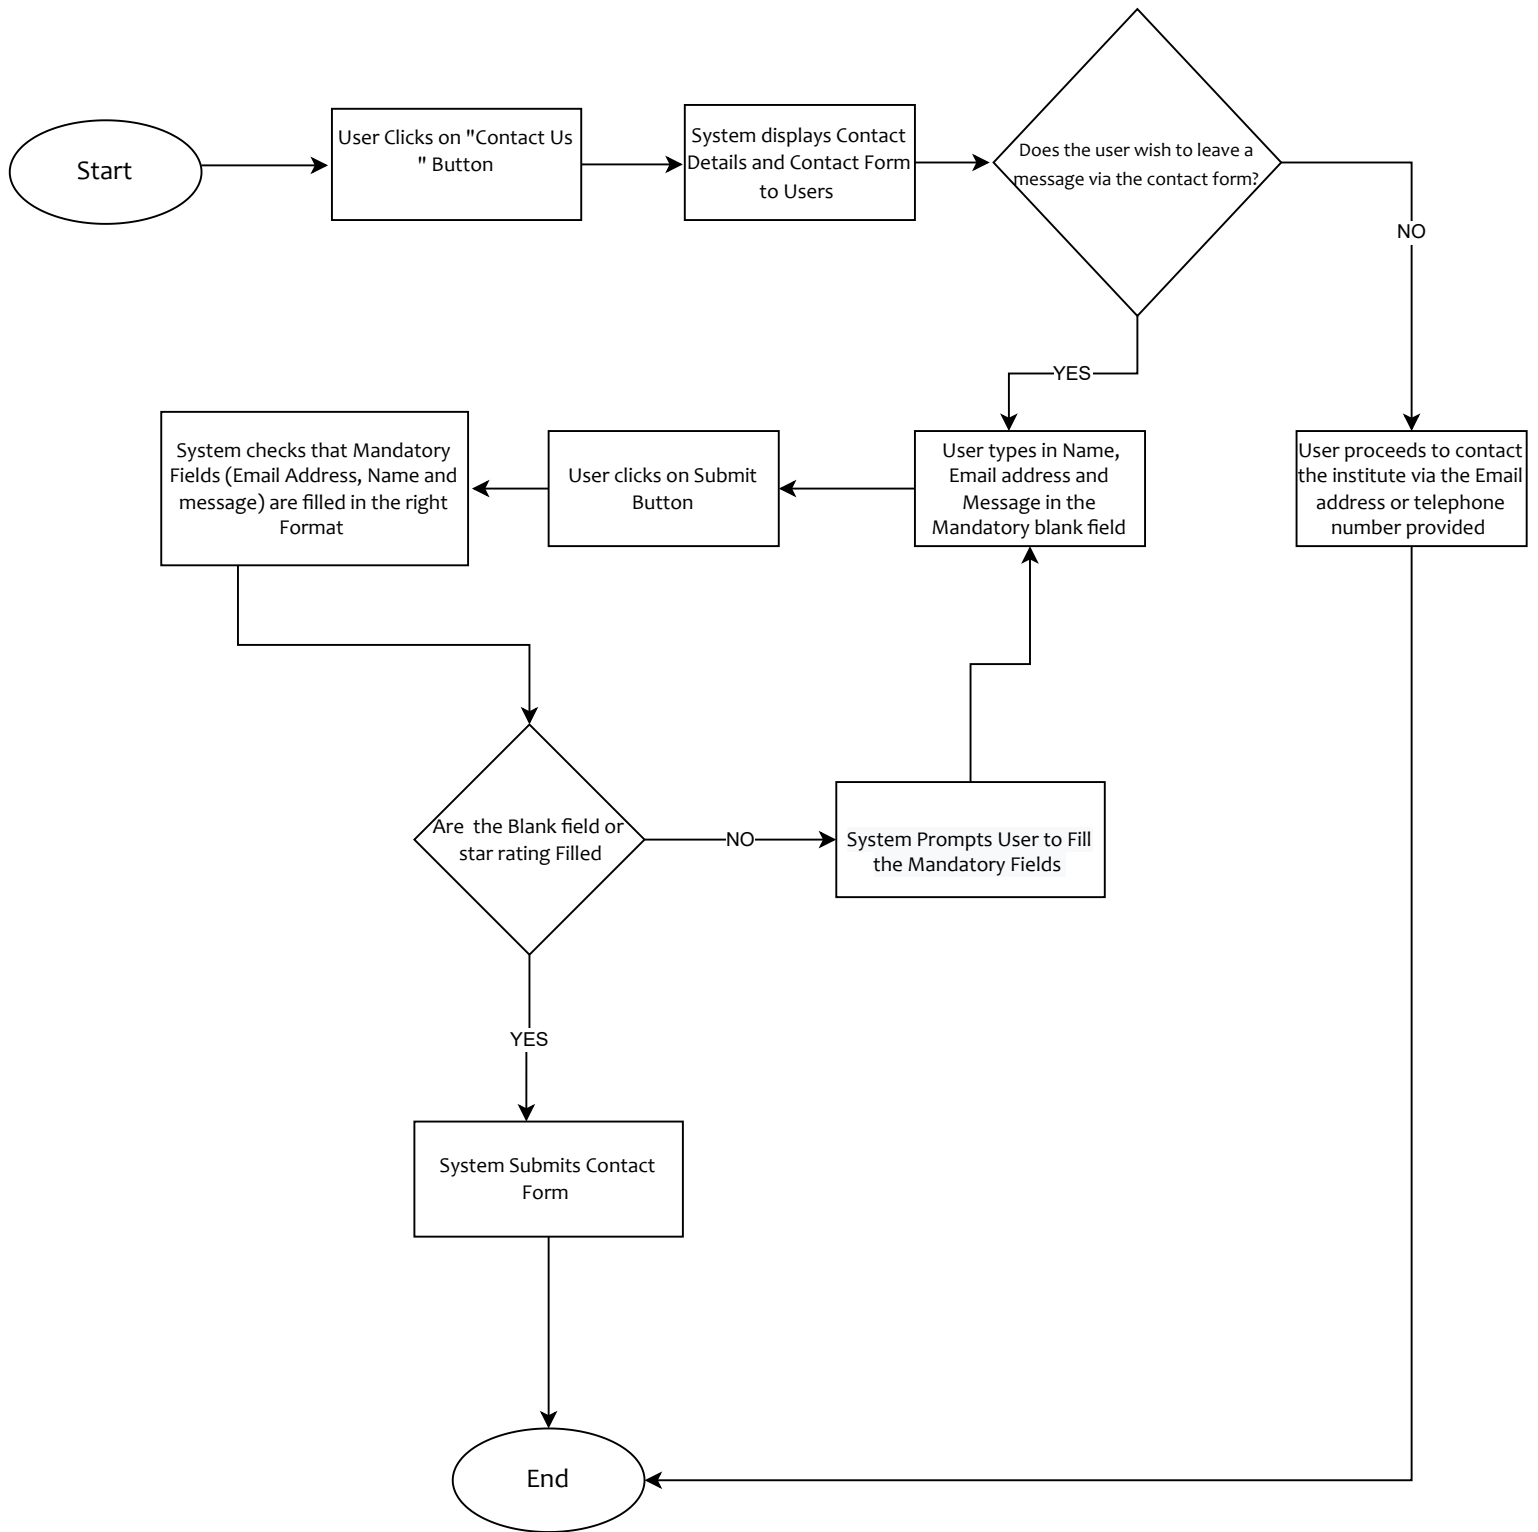 Start
User Clicks on "Contact Us
" Button
System displays Contact
Details and Contact Form
to Users
Does the user wish to leave a
message via the contact form?
NO
YES
System checks that Mandatory
Fields (Email Address, Name and
message) are filled in the right
Format
User clicks on Submit
Button
User types in Name,
Email address and
Message in the
Mandatory blank field
User proceeds to contact
the institute via the Email
address or telephone
number provided
Are  the Blank field or
star rating Filled
NO
System Prompts User to Fill
the Mandatory Fields
YES
System Submits Contact
Form
End